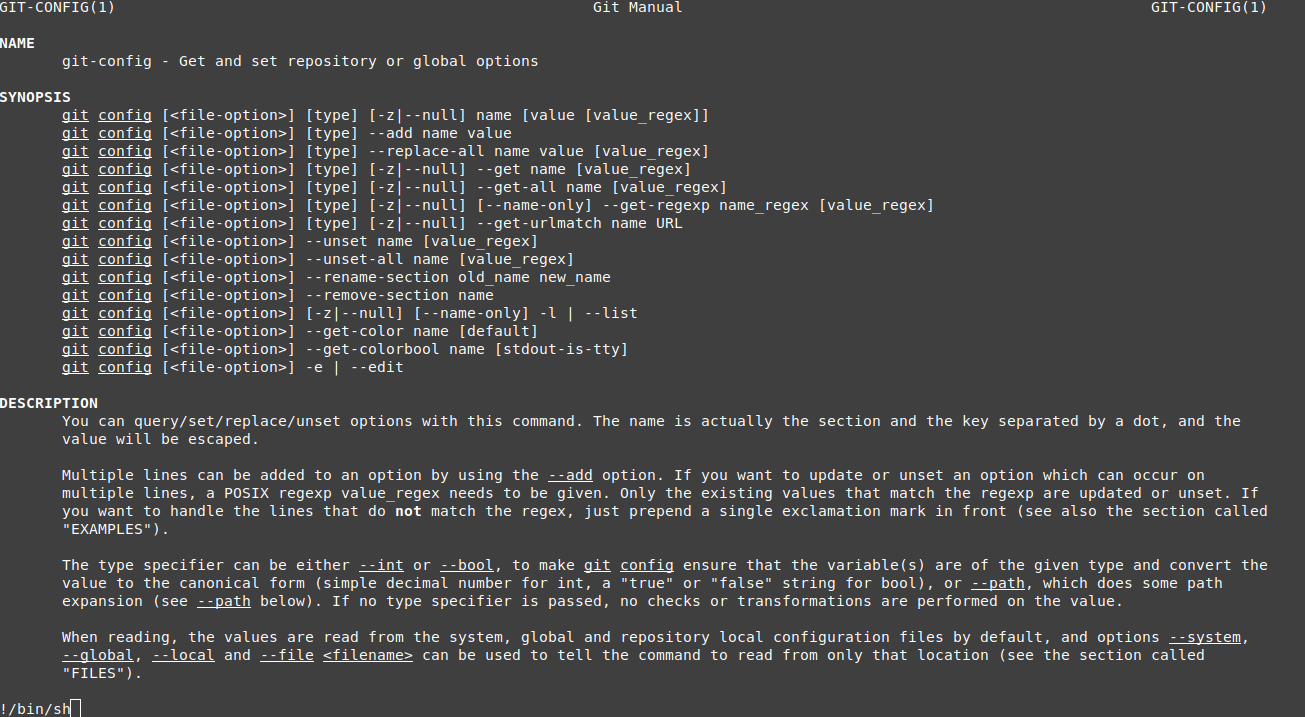 GIT-CONFIG(1) Git Manual GIT-CONFIG(1)
NAME
git-config - Get and set repository or global options
SYNOPSIS
git config [<file-option>] [type] [-z|--null] name [value [value_regex]]
git config [<file-option>] [type] --add name value
git config [<file-option>] [type] --replace-all name value [value_regex]
git config [<file-option>] [type] [-z|--null] --get name [value_regex]
git config [<file-option>] [type] [-z|--null] --get-all name [value_regex]
git config [<file-option>] [type] [-z|--null] [--name-only] --get-regexp name_regex [value_regex]
git config [<file-option>] [type] [-z|--null] --get-urlmatch name URL
git config [<file-option>] --unset name [value_regex]
git config [<file-option>] --unset-all name [value_regex]
git config [<file-option>] --rename-section old_name new_name
git config [<file-option>] --remove-section name
git config [<file-option>] [-z|--null] [--name-only] -l | --list
git config [<file-option>] --get-color name [default]
git config [<file-option>] --get-colorbool name [stdout-is-tty]
git config [<file-option>] -e | --edit
DESCRIPTION
You can query/set/replace/unset options with this command. The name is actually the section and the key separated by a dot, and the
value will be escaped.
Multiple lines can be added to an option by using the --add option. If you want to update or unset an option which can occur on
multiple lines, a POSIX regexp value_regex needs to be given. Only the existing values that match the regexp are updated or unset. If
you want to handle the lines that do not match the regex, just prepend a single exclamation mark in front (see also the section called
"EXAMPLES").
The type specifier can be either --int or --bool, to make git config ensure that the variable(s) are of the given type and convert the
value to the canonical form (simple decimal number for int, a "true" or "false" string for bool), or --path, which does some path
expansion (see --path below). If no type specifier is passed, no checks or transformations are performed on the value.
When reading, the values are read from the system, global and repository local configuration files by default, and options --system,
--global, --local and --file <filename> can be used to tell the command to read from only that location (see the section called
"FILES").
!/bin/sh